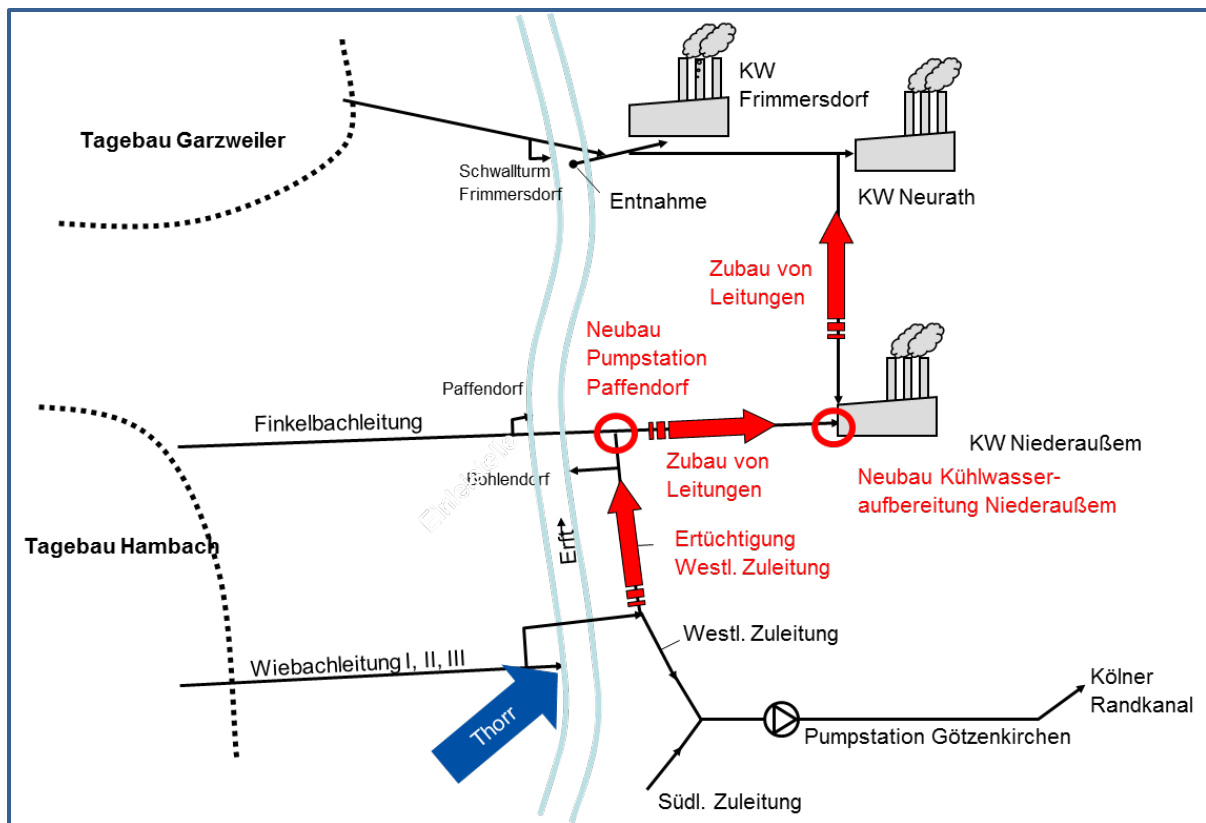 KW
Frimmersdorf
Tagebau Garzweiler
Schwallturm
Frimmersdorf
Entnahme
KW Neurath
Zubau von
Leitungen
Neubau
Pumpstation
Paffendorf
Paffendorf
Finkelbachleitung
KW Niederaußem
Zubau von
Leitungen
Neubau Kühlwasser-
aufbereitung Niederaußem
Bohlendorf
Einleitstelle
Erft
Tagebau Hambach
Ertüchtigung
Westl. Zuleitung
Westl. Zuleitung
Wiebachleitung I, II, III
Thorr
Kölner
Randkanal
Pumpstation Götzenkirchen
Südl. Zuleitung